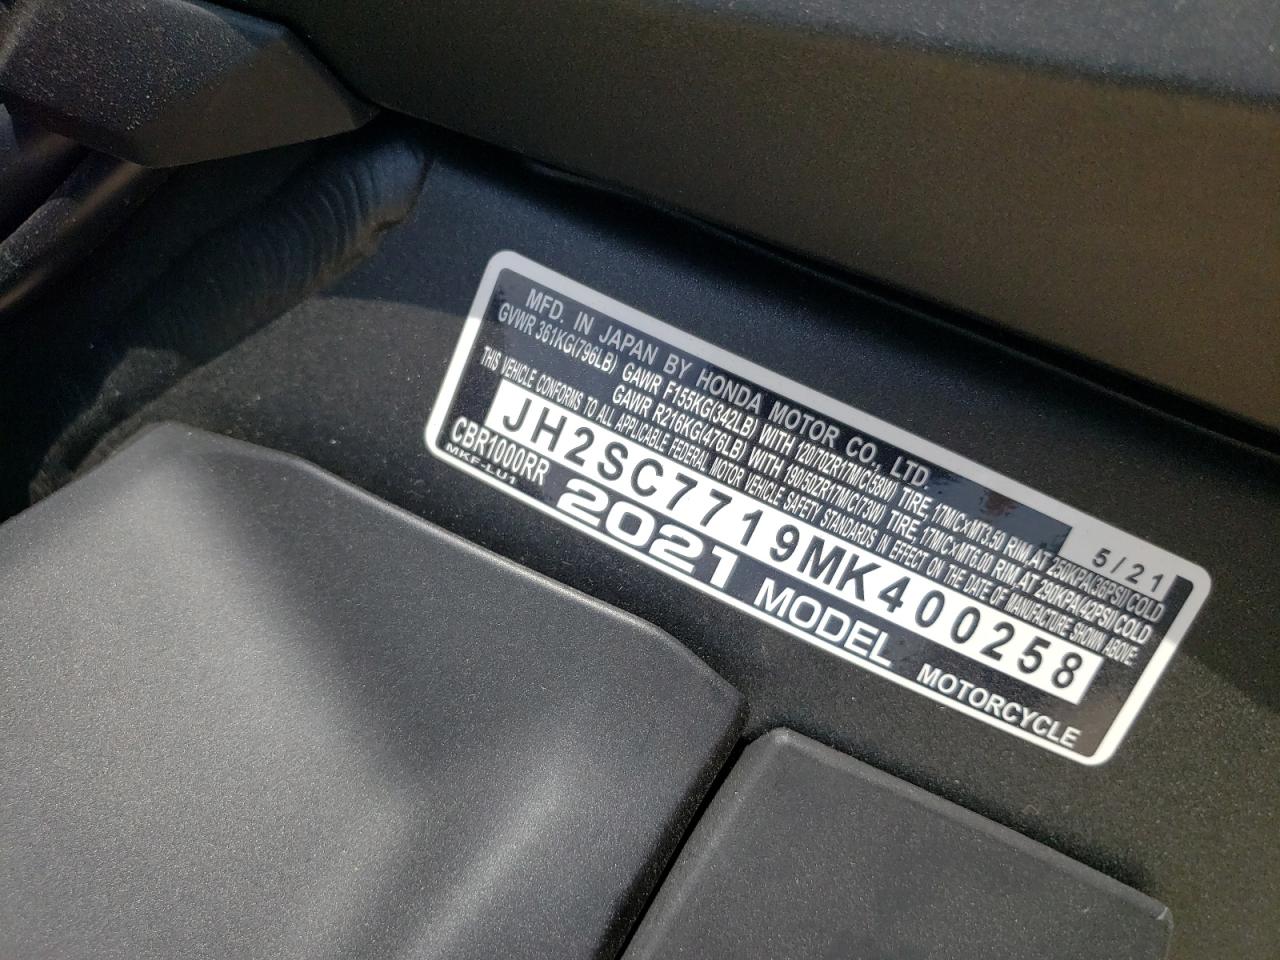 MFD. IN JAPAN BY HONDA MOTOR CO., LTD. 5/21
GVWR 361KG(796LB) GAWR F155KG(342LB) WITH 120/70ZR17M/C(58W) TIRE, 17M/CxMT3.50 RIM, AT 250KPA(36PSI) COLD
GAWR R216KG(476LB) WITH 190/50ZR17M/C(73W) TIRE, 17M/CxMT6.00 RIM, AT 290KPA(42PSI) COLD
THIS VEHICLE CONFORMS TO ALL APPLICABLE FEDERAL MOTOR VEHICLE SAFETY STANDARDS IN EFFECT ON THE DATE OF MANUFACTURE SHOWN ABOVE.
JH2SC7719MK400258
CBR1000RR 2021 MODEL MOTORCYCLE
MKF-LU1